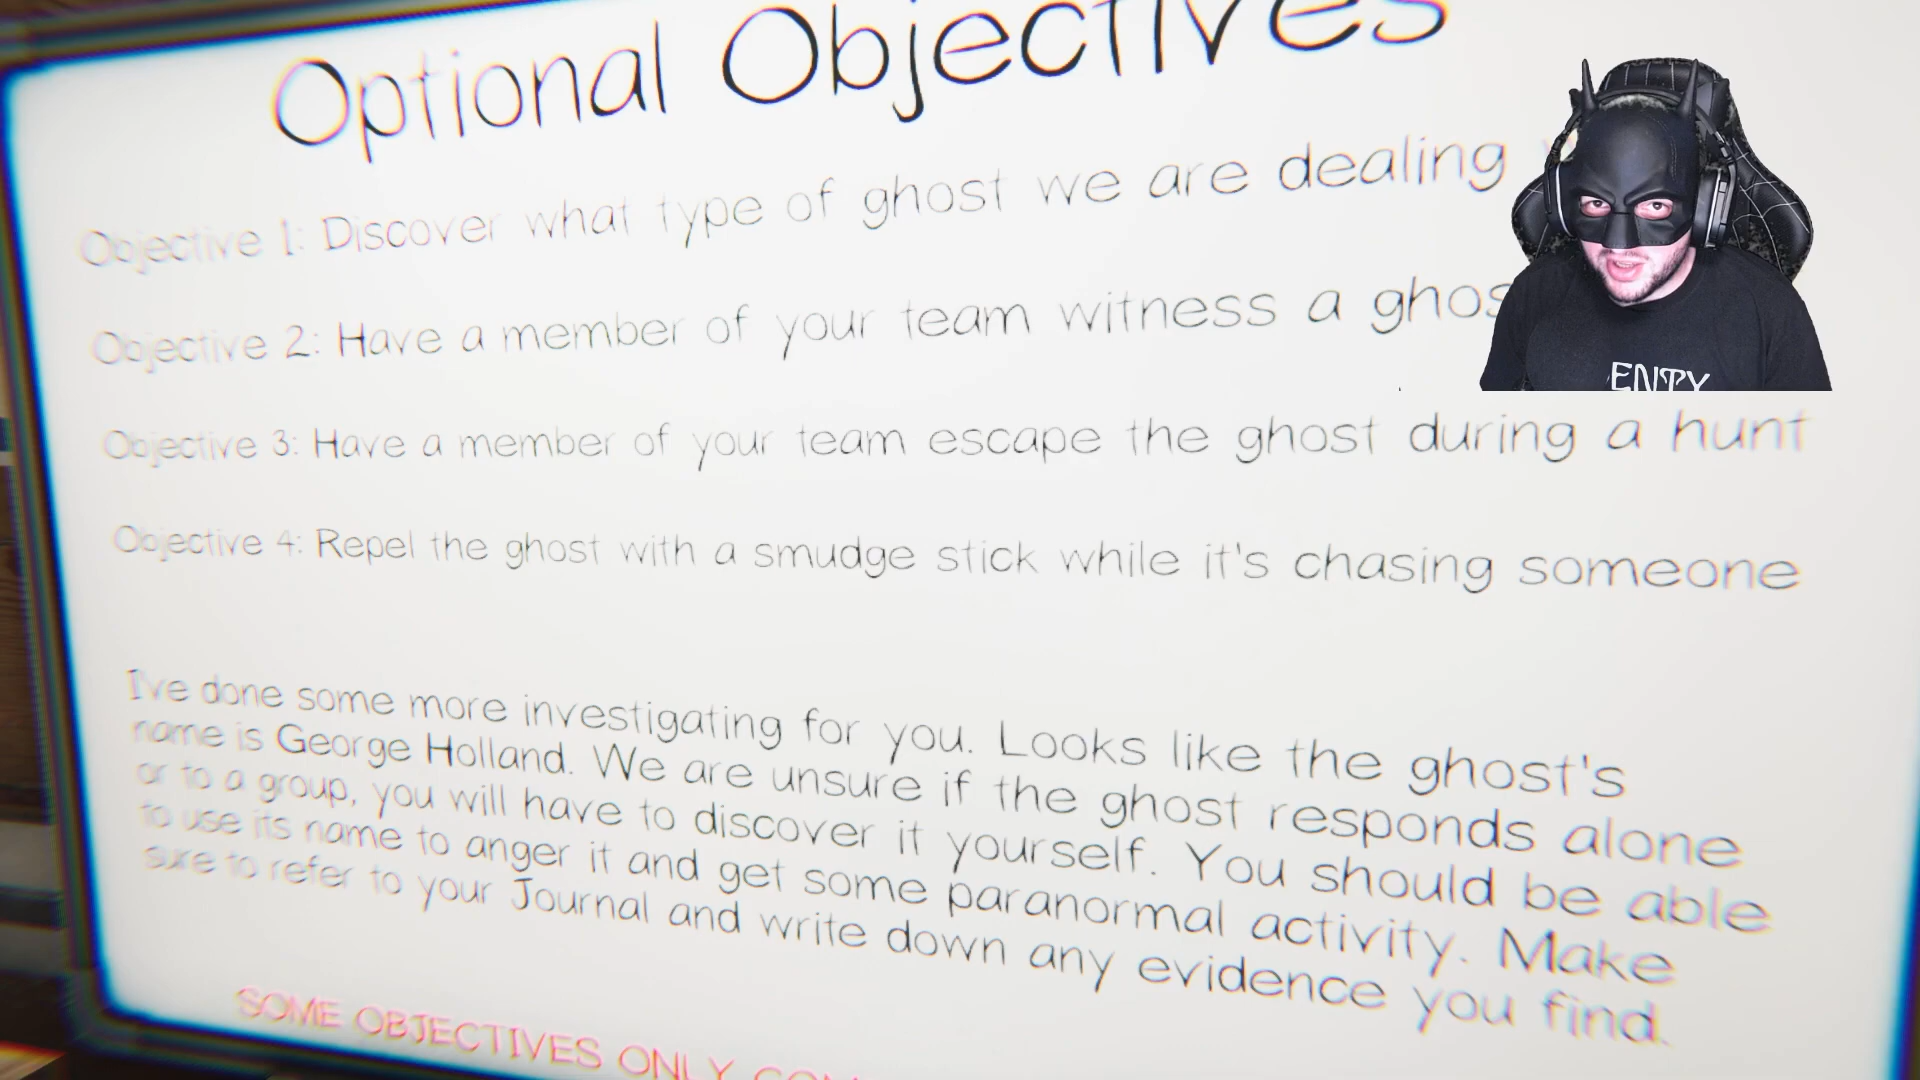 Optional Objectives
Objective 1: Discover what type of ghost we are dealing
Objective 2: Have a member of your team witness a
Objective 3: Have a member of your team escape the ghost during a hunt
Objective 4: Repel the ghost with a smudge stick while it's chasing someone
I've done some more investigating for you. Looks like the ghost's
name is George Holland. We are unsure if the ghost responds alone
or to a group, you will have to discover it yourself. You should be able
to use its name to anger it and get some paranormal activity. Make
sure to refer to your Journal and write down any evidence you find.
SOME OBJECTIVES ONLY